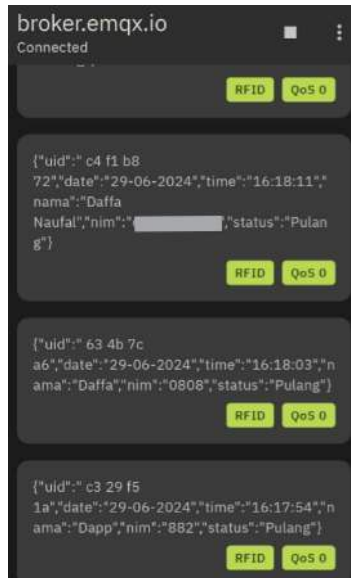 broker.emqx.io
Connected
RFID QoS 0
{"uid":" c4 f1 b8
72","date":"29-06-2024","time":"16:18:11","
nama":"Daffa
Naufal","nim":" ","status":"Pulan
g"}
RFID QoS 0
{"uid":" 63 4b 7c
a6","date":"29-06-2024","time":"16:18:03","n
ama":"Daffa","nim":"0808","status":"Pulang"}
RFID QoS 0
{"uid":" c3 29 f5
1a","date":"29-06-2024","time":"16:17:54","n
ama":"Dapp","nim":"882","status":"Pulang"}
RFID QoS 0